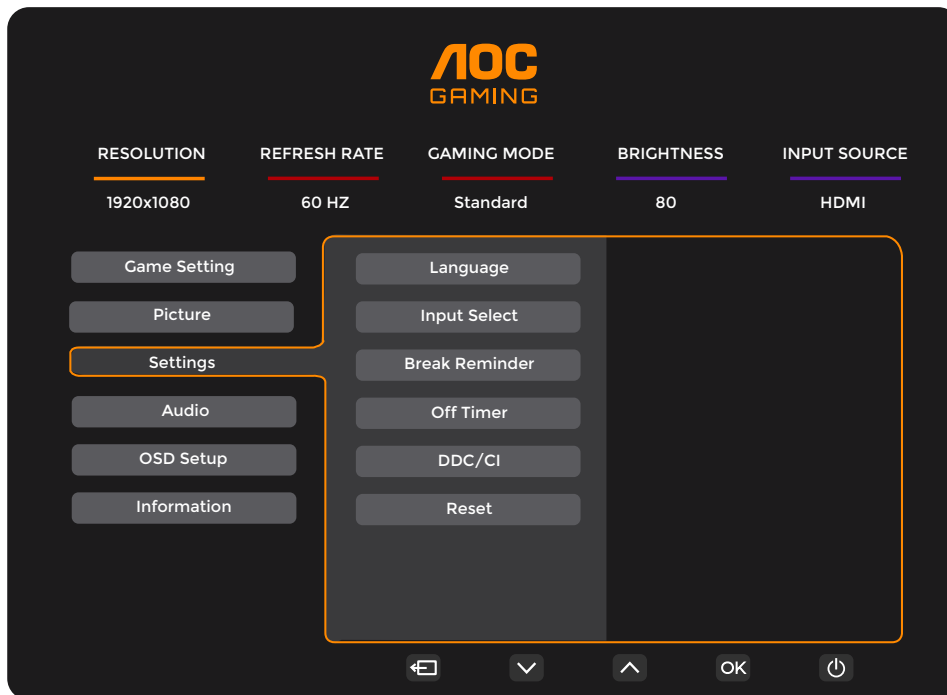 AOC
GAMING
RESOLUTION REFRESH RATE GAMING MODE BRIGHTNESS INPUT SOURCE
1920x1080 60 HZ Standard 80 HDMI
Game Setting
Picture
Settings
Audio
OSD Setup
Information
Language
Input Select
Break Reminder
Off Timer
DDC/CI
Reset
OK